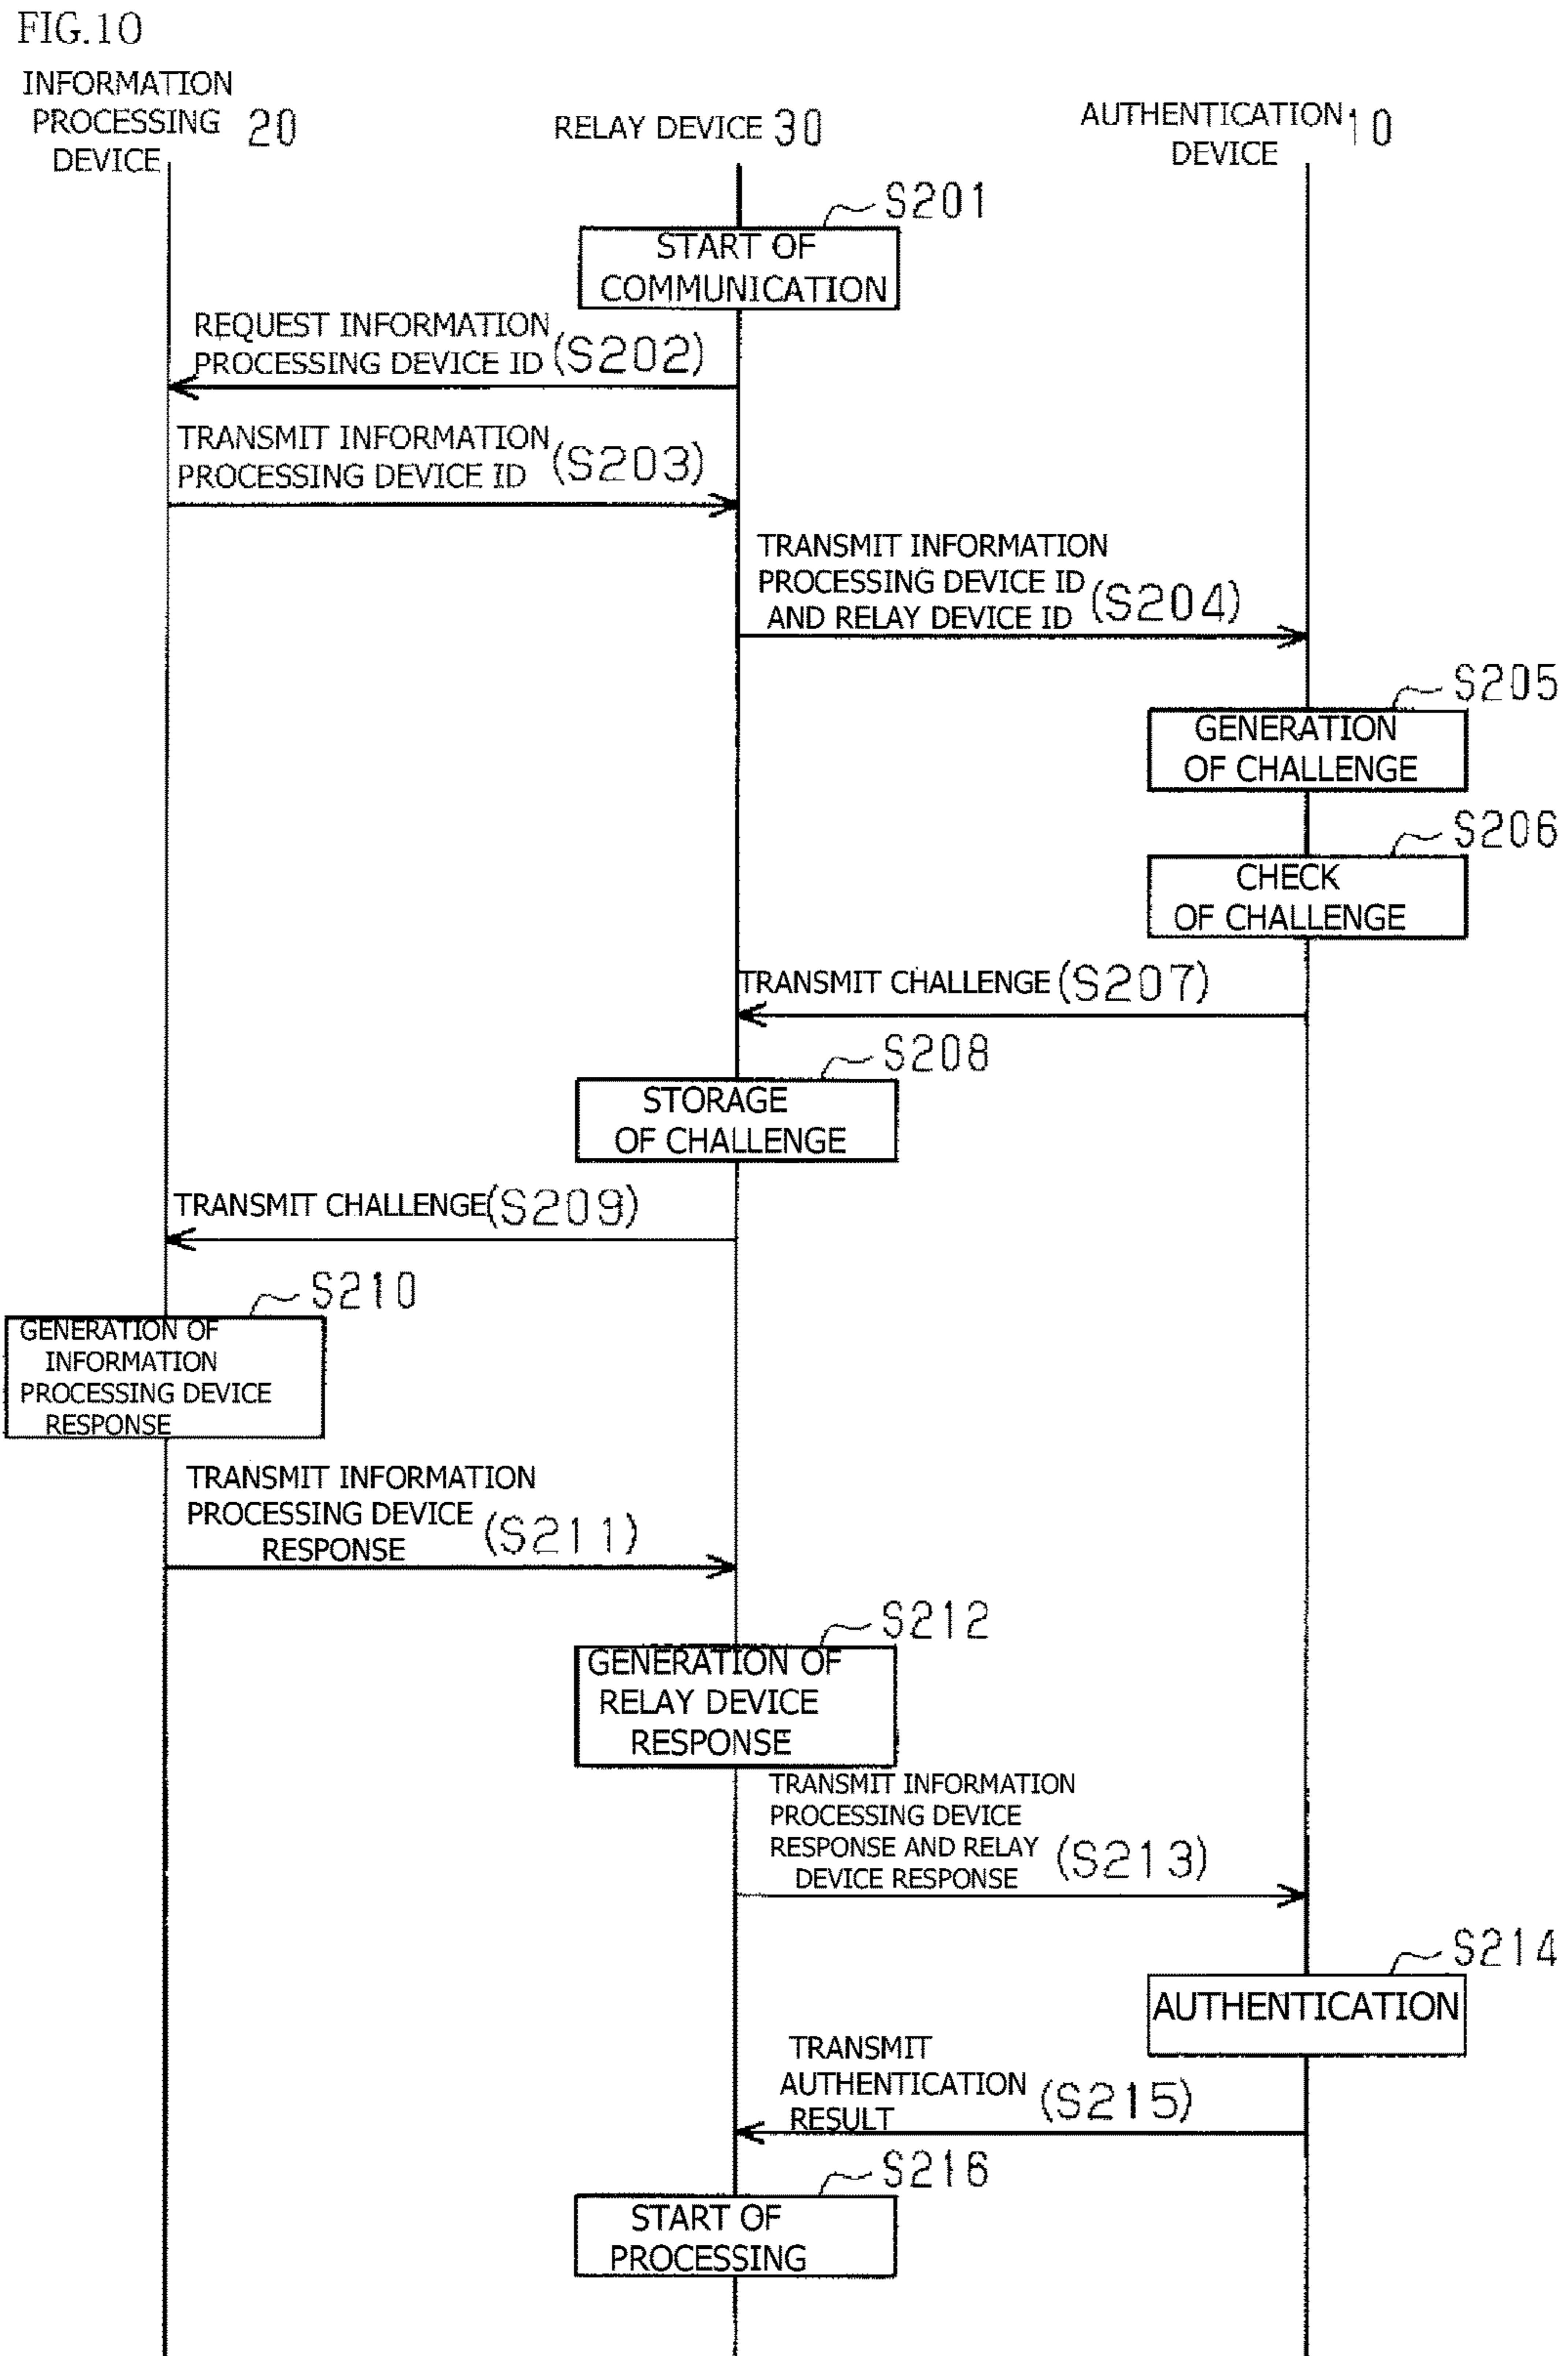 FIG.10
INFORMATION
PROCESSING
DEVICE
20
RELAY DEVICE 30
AUTHENTICATION
DEVICE
10
S201
START OF
COMMUNICATION
REQUEST INFORMATION
PROCESSING DEVICE ID (S202)
TRANSMIT INFORMATION
PROCESSING DEVICE ID (S203)
TRANSMIT INFORMATION
PROCESSING DEVICE ID
AND RELAY DEVICE ID (S204)
S205
GENERATION
OF CHALLENGE
S206
CHECK
OF CHALLENGE
TRANSMIT CHALLENGE (S207)
S208
STORAGE
OF CHALLENGE
TRANSMIT CHALLENGE (S209)
S210
GENERATION OF
INFORMATION
PROCESSING DEVICE
RESPONSE
TRANSMIT INFORMATION
PROCESSING DEVICE
RESPONSE (S211)
S212
GENERATION OF
RELAY DEVICE
RESPONSE
TRANSMIT INFORMATION
PROCESSING DEVICE
RESPONSE AND RELAY
DEVICE RESPONSE (S213)
S214
AUTHENTICATION
TRANSMIT
AUTHENTICATION
RESULT
(S215)
S216
START OF
PROCESSING